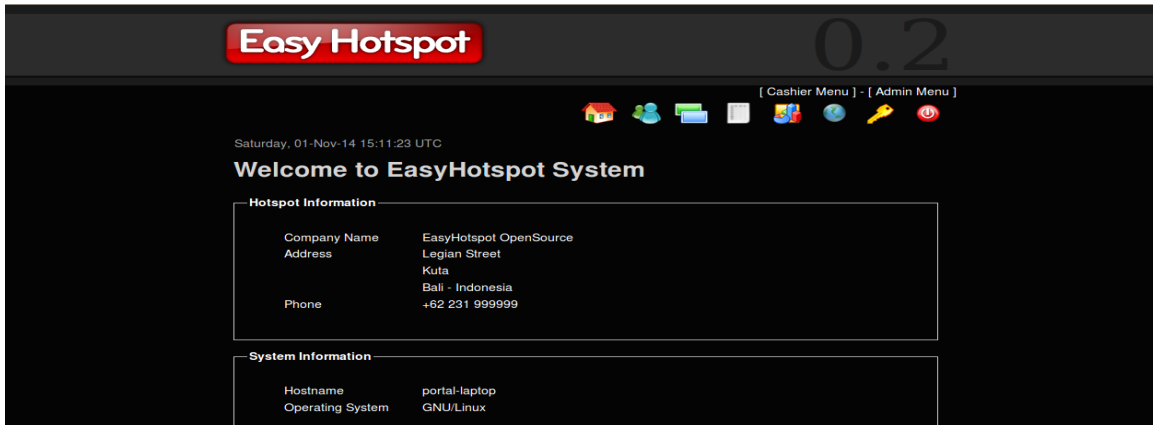 Easy Hotspot
0.2
[ Cashier Menu ] - [ Admin Menu ]
Saturday, 01-Nov-14 15:11:23 UTC
Welcome to EasyHotspot System
Hotspot Information
Company Name EasyHotspot OpenSource
Address Legian Street
Kuta
Bali - Indonesia
Phone +62 231 999999
System Information
Hostname portal-laptop
Operating System GNU/Linux